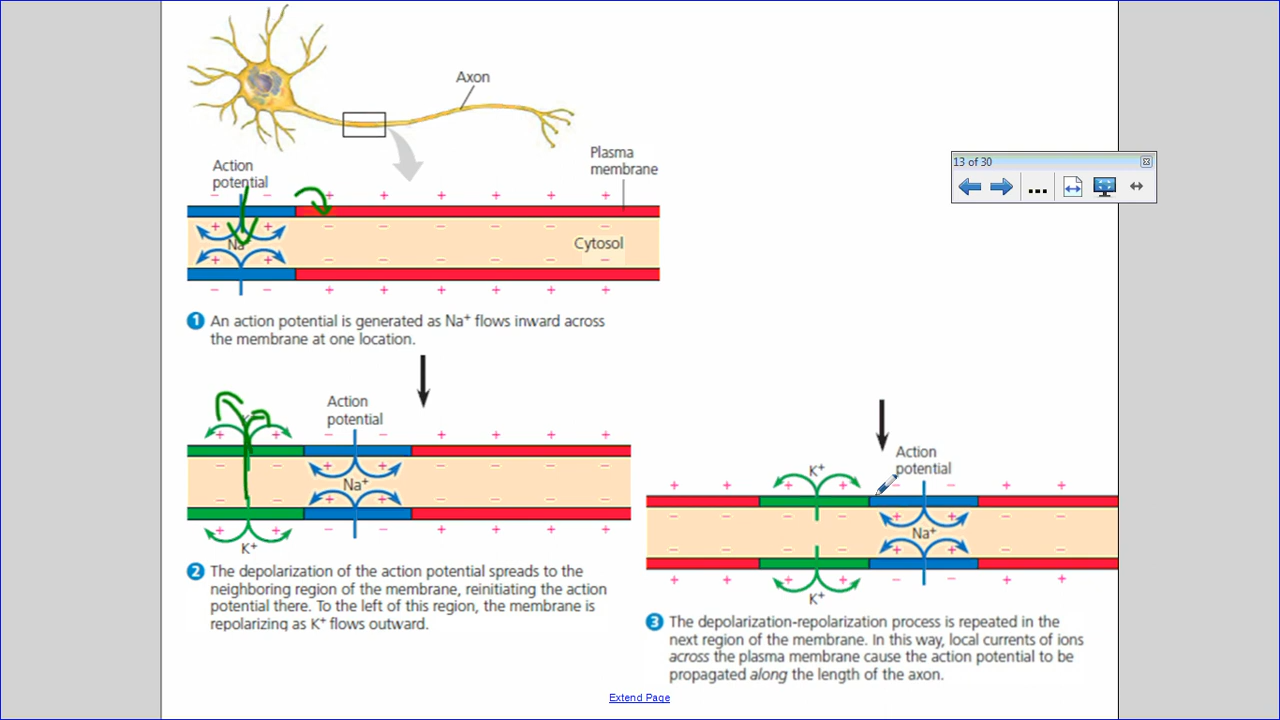 Axon
Plasma
membrane
Action
potential
13 of 30
Na
Cytosol
1 An action potential is generated as Na⁺ flows inward across
the membrane at one location.
Action
potential
Na⁺
K⁺
2 The depolarization of the action potential spreads to the
neighboring region of the membrane, reinitiating the action
potential there. To the left of this region, the membrane is
repolarizing as K⁺ flows outward.
Action
potential
K⁺
Na⁺
K⁺
3 The depolarization-repolarization process is repeated in the
next region of the membrane. In this way, local currents of ions
across the plasma membrane cause the action potential to be
propagated along the length of the axon.
Extend Page